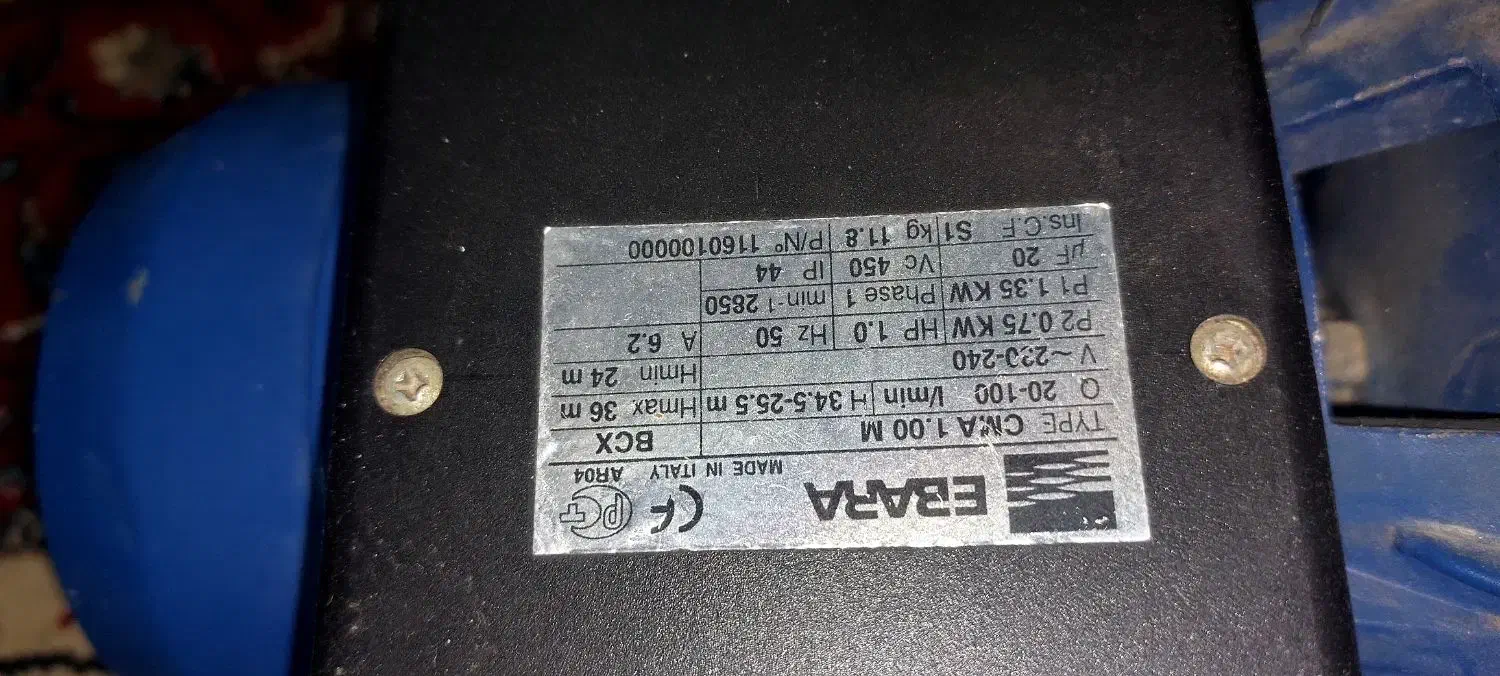 EBARA
MADE IN ITALY AR04
TYPE CMA 1.00 M BCX
Q 20-100 l/min H 34.5-25.5 m Hmax 36 m
V~230-240 Hmin 24 m
P2 0.75 KW HP 1.0 Hz 50 A 6.2
P1 1.35 KW Phase 1 min-1 2850
µF 20 Vc 450 IP 44
Ins.C.F S1 kg 11.8 P/N° 1160100000